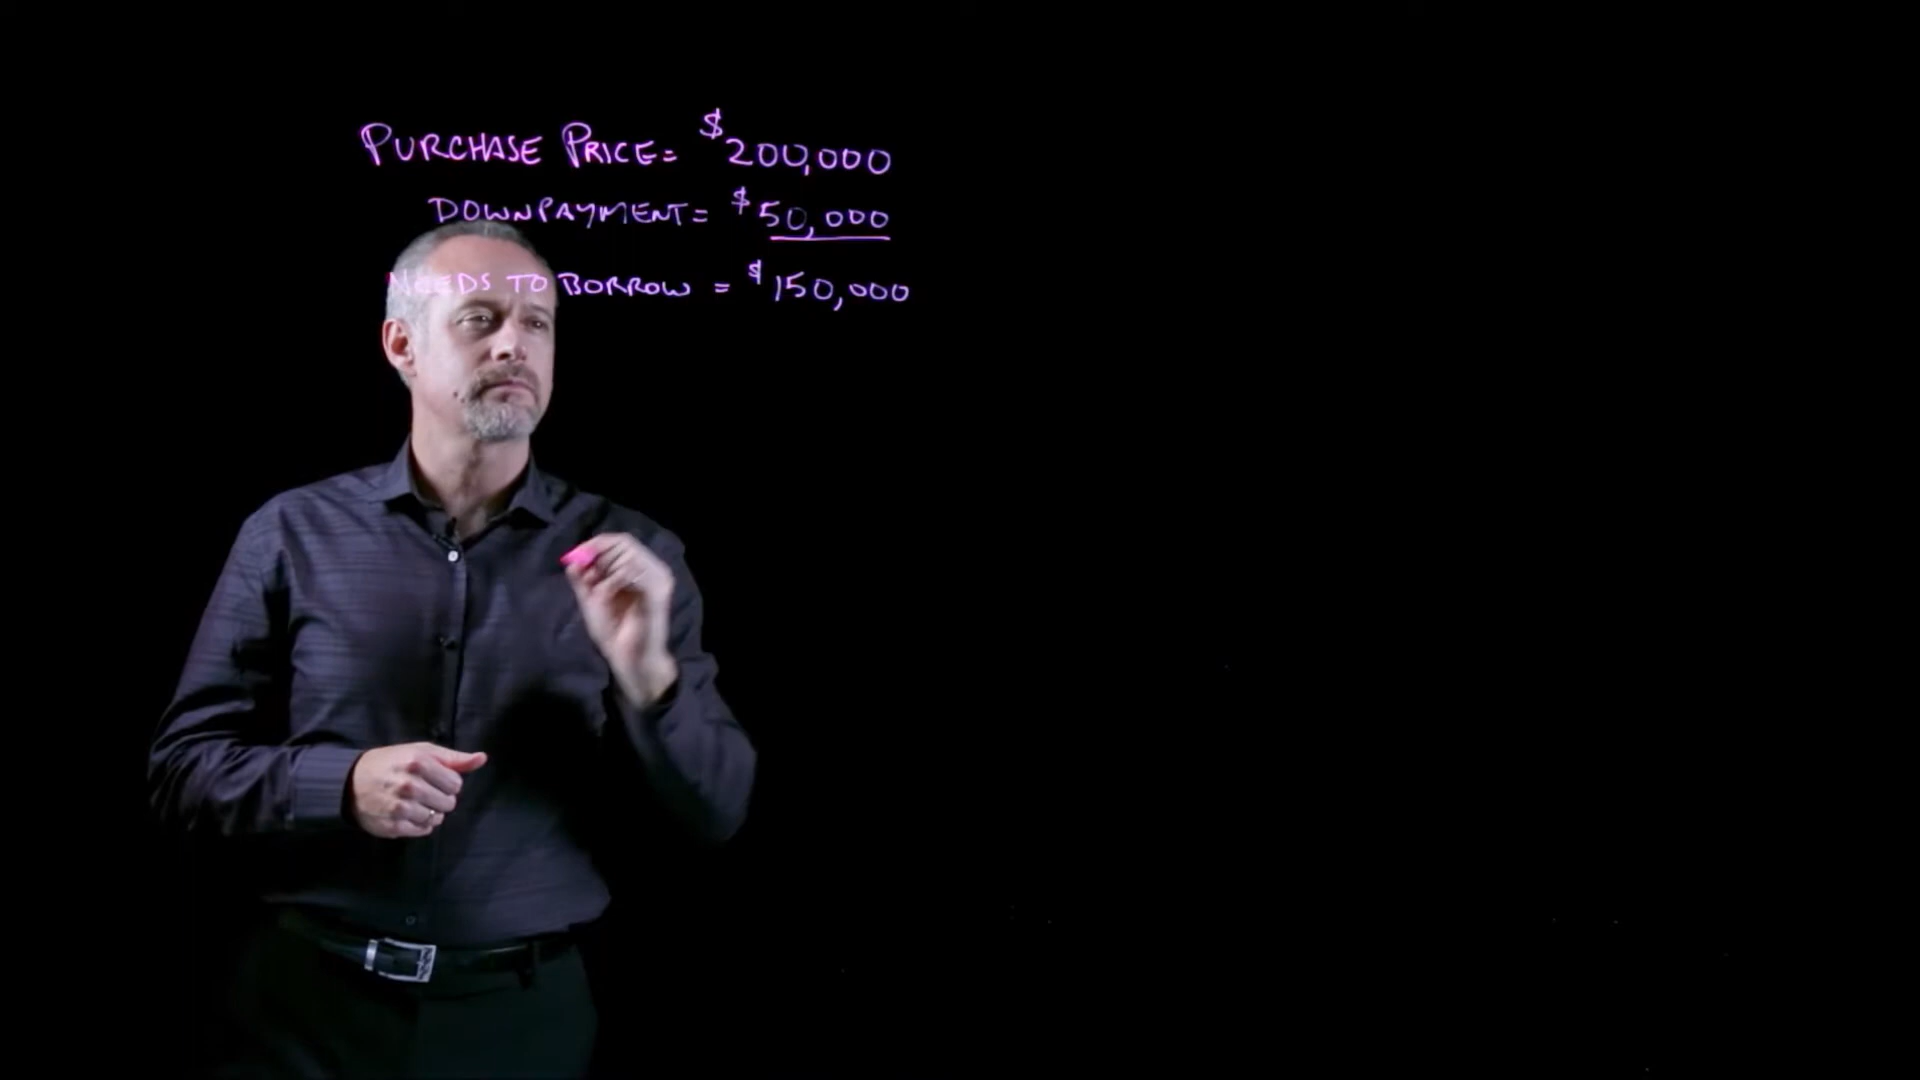 PURCHASE PRICE= $200,000
DOWNPAYMENT= $50,000
NEEDS TO BORROW = $150,000